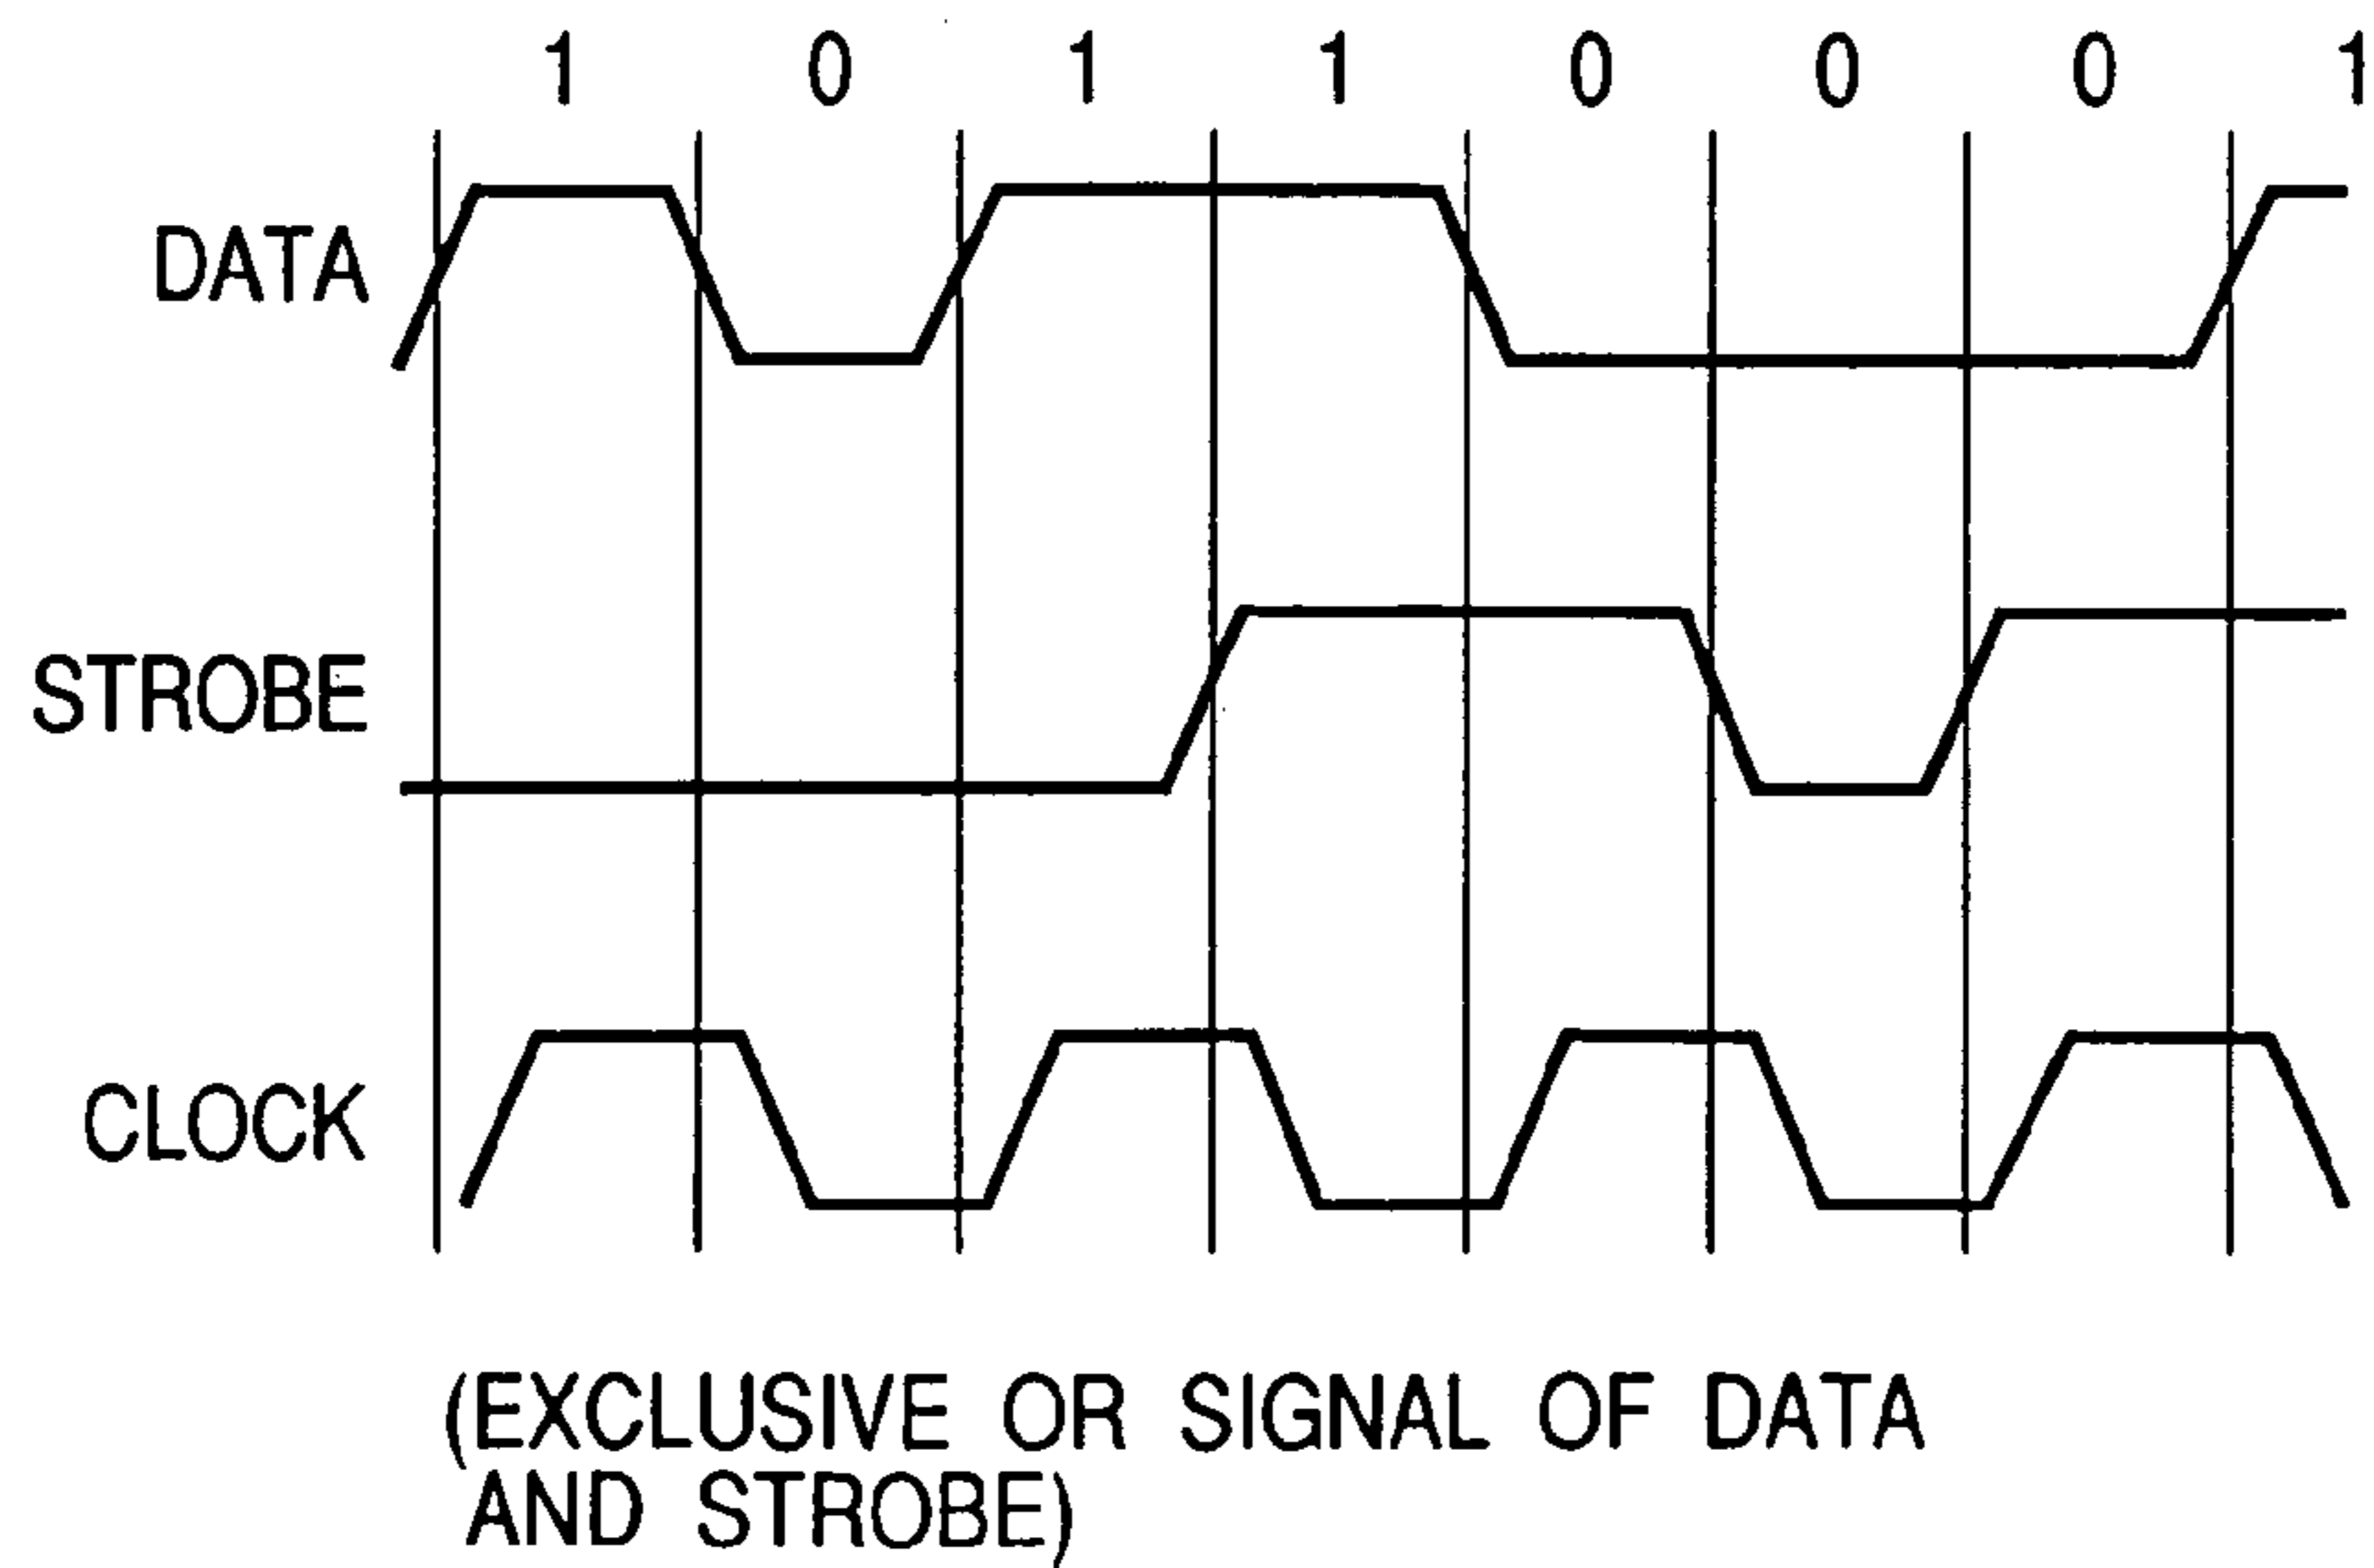 1 0 1 1 0 0 0 1
DATA
STROBE
CLOCK
(EXCLUSIVE OR SIGNAL OF DATA
AND STROBE)